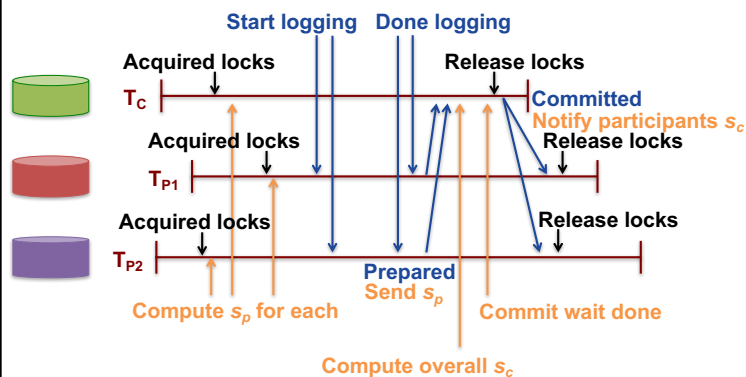 Start logging
Done logging
Acquired locks
Release locks
T_C
Committed
Notify participants s_c
Acquired locks
Release locks
T_P1
Acquired locks
Release locks
T_P2
Prepared
Send s_p
Compute s_p for each
Commit wait done
Compute overall s_c